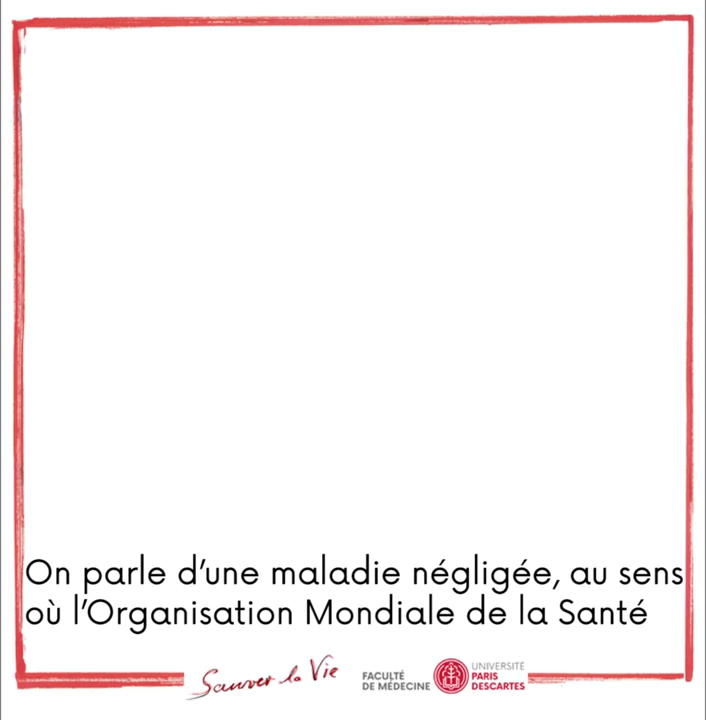 On parle d'une maladie négligée, au sens
où l'Organisation Mondiale de la Santé
Sauver la Vie
FACULTÉ
DE MÉDECINE
UNIVERSITÉ
PARIS
DESCARTES